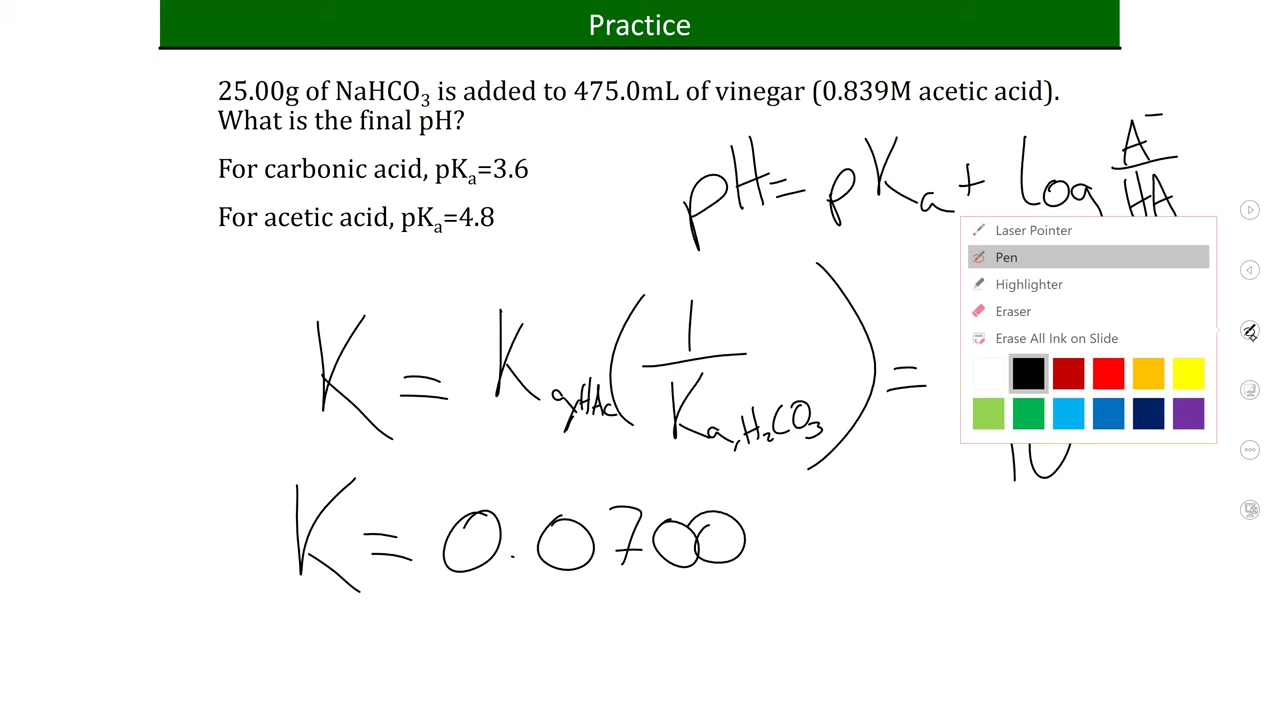 Practice
25.00g of NaHCO₃ is added to 475.0mL of vinegar (0.839M acetic acid).
What is the final pH?
For carbonic acid, pKₐ=3.6
For acetic acid, pKₐ=4.8
pH = pKₐ + log A⁻/HA
Laser Pointer
Pen
Highlighter
Eraser
Erase All Ink on Slide
K = K a,HAc (1/K a,H₂CO₃) =
10
K = 0.0700